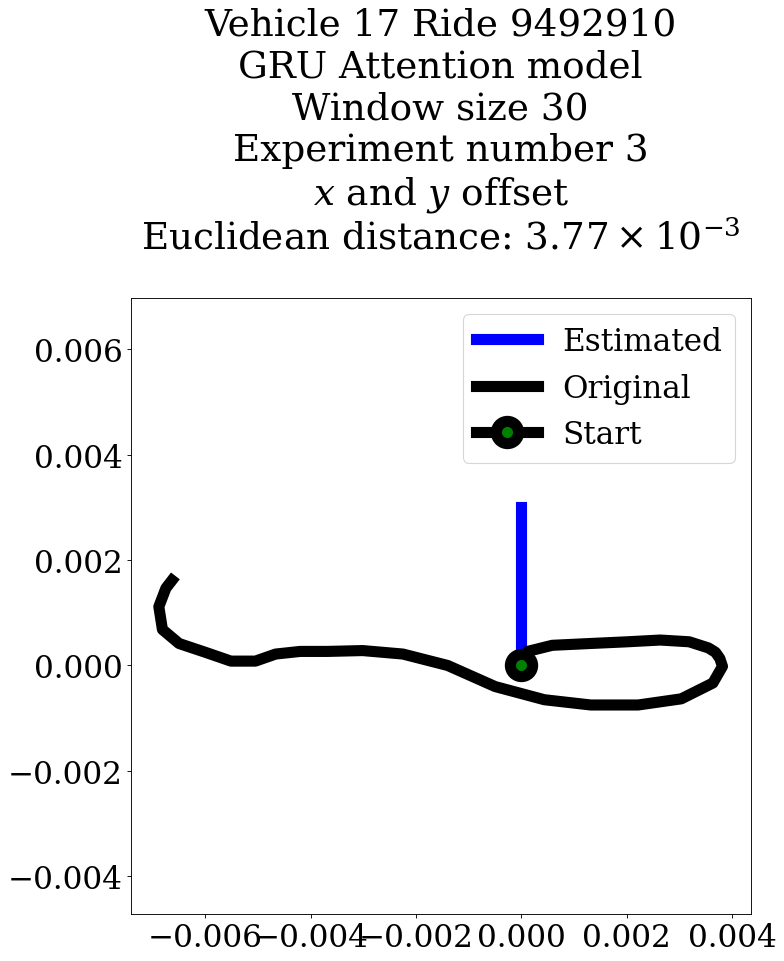 Vehicle 17 Ride 9492910
GRU Attention model
Window size 30
Experiment number 3
x and y offset
Euclidean distance: 3.77 × 10⁻³
Estimated
Original
Start
0.006
0.004
0.002
0.000
−0.002
−0.004
−0.006 −0.004 −0.002 0.000 0.002 0.004